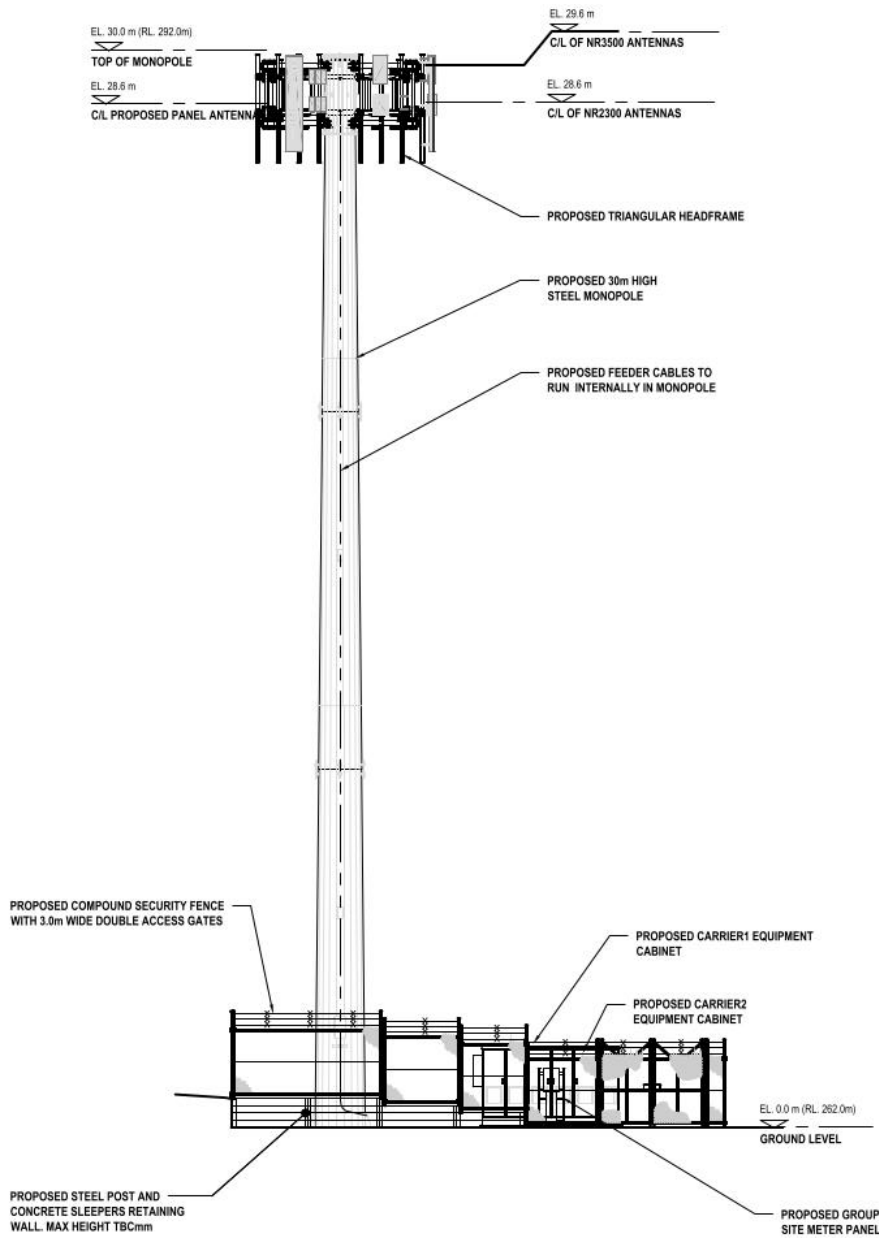 EL. 29.6 m
C/L OF NR3500 ANTENNAS
EL. 30.0 m (RL. 292.0m)
TOP OF MONOPOLE
EL. 28.6 m
C/L PROPOSED PANEL ANTENNA
EL. 28.6 m
C/L OF NR2300 ANTENNAS
PROPOSED TRIANGULAR HEADFRAME
PROPOSED 30m HIGH
STEEL MONOPOLE
PROPOSED FEEDER CABLES TO
RUN INTERNALLY IN MONOPOLE
PROPOSED COMPOUND SECURITY FENCE
WITH 3.0m WIDE DOUBLE ACCESS GATES
PROPOSED CARRIER1 EQUIPMENT
CABINET
PROPOSED CARRIER2
EQUIPMENT CABINET
EL. 0.0 m (RL. 262.0m)
GROUND LEVEL
PROPOSED STEEL POST AND
CONCRETE SLEEPERS RETAINING
WALL. MAX HEIGHT TBCmm
PROPOSED GROUP
SITE METER PANEL